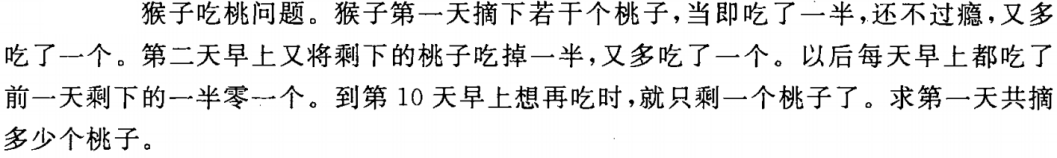 猴子吃桃问题。猴子第一天摘下若干个桃子,当即吃了一半,还不过瘾,又多
吃了一个。第二天早上又将剩下的桃子吃掉一半,又多吃了一个。以后每天早上都吃了
前一天剩下的一半零一个。到第 10 天早上想再吃时,就只剩一个桃子了。求第一天共摘
多少个桃子。